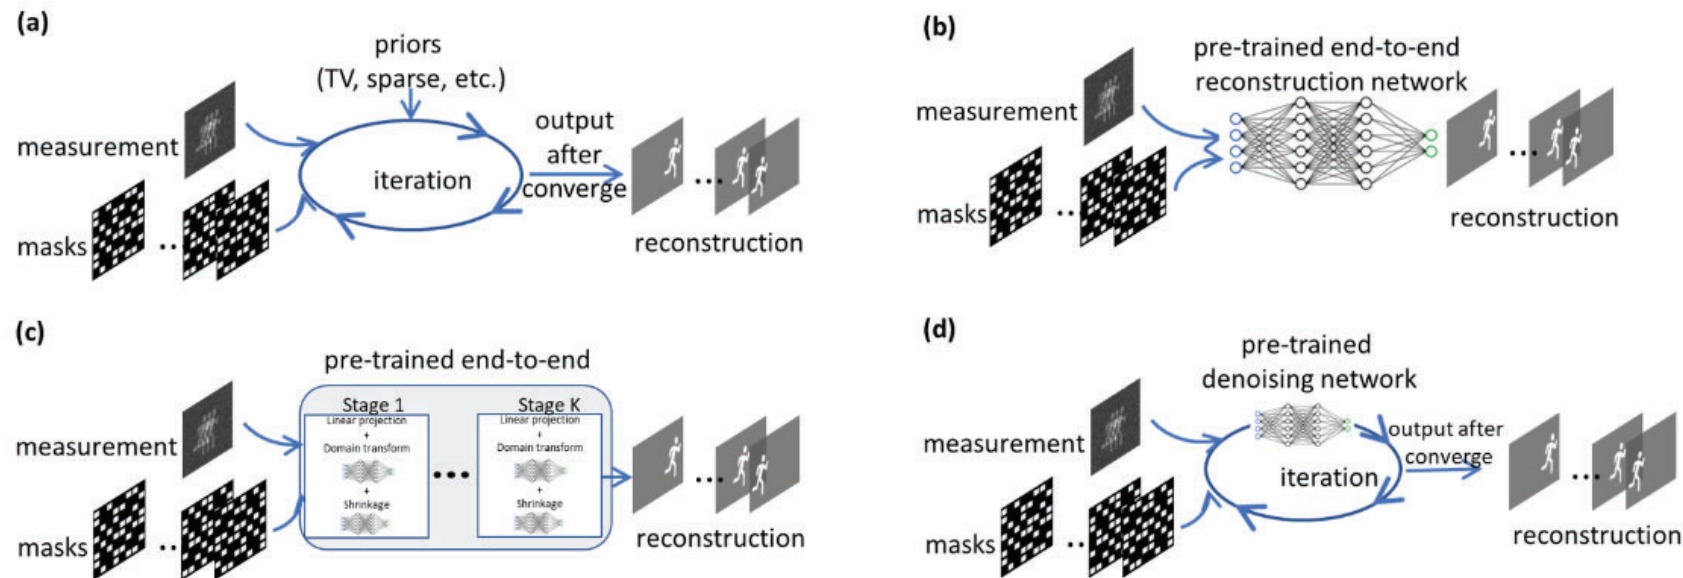 (a)
priors
(TV, sparse, etc.)
measurement
iteration
output
after
converge
masks
...
...
reconstruction
(b)
pre-trained end-to-end
reconstruction network
measurement
masks
...
...
reconstruction
(c)
pre-trained end-to-end
measurement
Stage 1
Linear projection
+
Domain transform
+
Shrinkage
...
Stage K
Linear projection
+
Domain transform
+
Shrinkage
masks
...
...
reconstruction
(d)
pre-trained
denoising network
measurement
iteration
output after
converge
masks
...
...
reconstruction